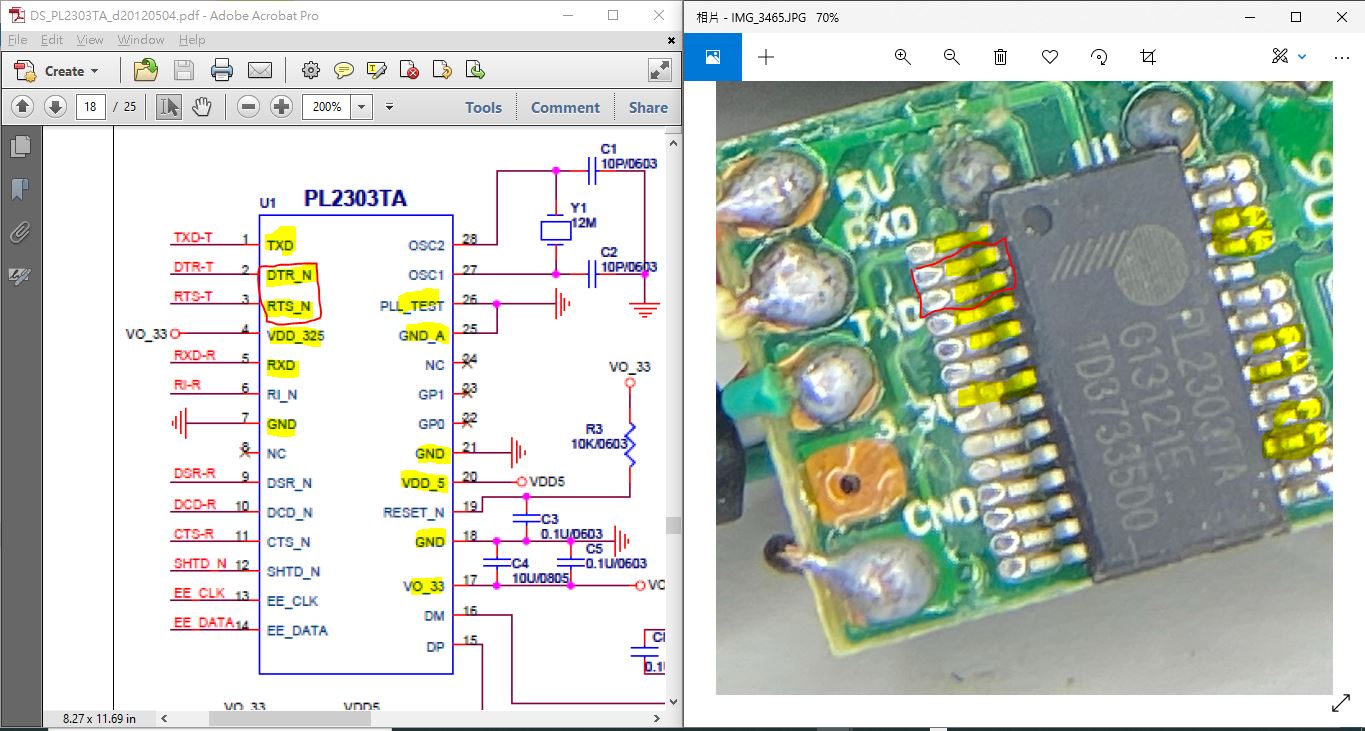 DS_PL2303TA_d20120504.pdf - Adobe Acrobat Pro
File Edit View Window Help
Create
18 / 25
200%
Tools Comment Share
PL2303TA
U1
TXD-T 1 TXD
DTR-T 2 DTR_N
RTS-T 3 RTS_N
VO_33 4 VDD_325
RXD-R 5 RXD
RI-R 6 RI_N
7 GND
8 NC
DSR-R 9 DSR_N
DCD-R 10 DCD_N
CTS-R 11 CTS_N
SHTD_N 12 SHTD_N
EE_CLK 13 EE_CLK
EE_DATA 14 EE_DATA
OSC2 28
OSC1 27
PLL_TEST 26
GND_A 25
NC 24
GP1 23
GP0 22
GND 21
VDD_5 20
RESET_N 19
GND 18
VO_33 17
DM 16
DP 15
C1
10P/0603
Y1
12M
C2
10P/0603
VO_33
R3
10K/0603
VDD5
C3
0.1U/0603
C4
10U/0805
C5
0.1U/0603
VO_33 VDD5
8.27 x 11.69 in
相片 - IMG_3465.JPG 70%
U1
5V
RXD
TXD
3.3V
GND